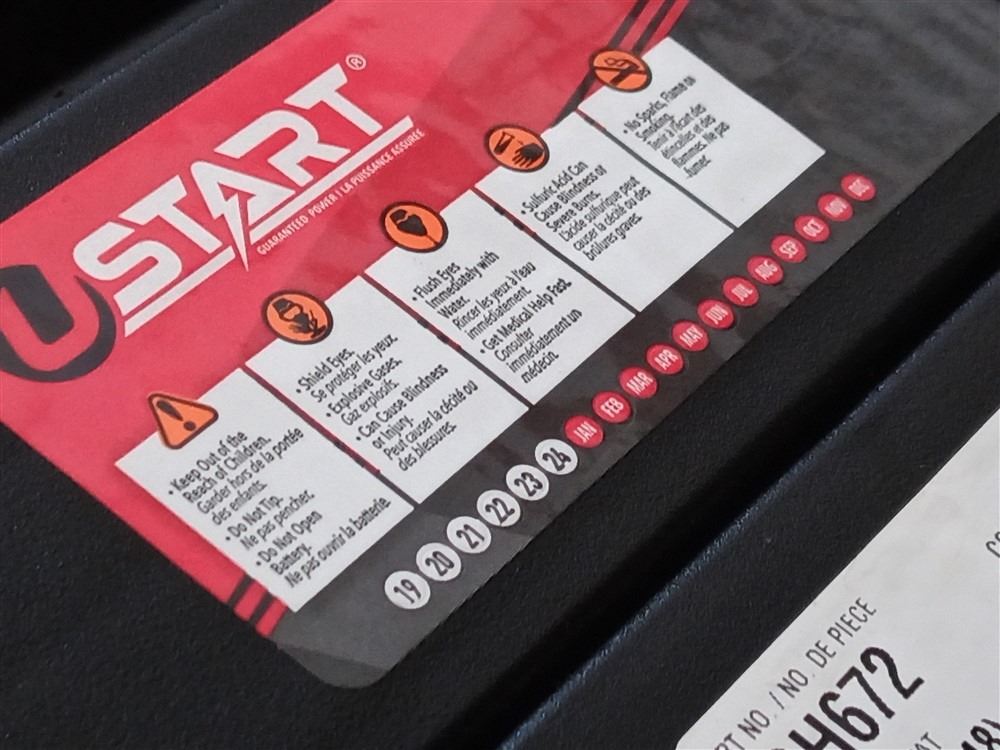 U START®
GUARANTEED POWER | LA PUISSANCE ASSURÉE
• Keep Out of the
Reach of Children.
Garder hors de la portée
des enfants.
• Do Not Tip.
Ne pas pencher.
• Do Not Open
Battery.
Ne pas ouvrir la batterie.
• Shield Eyes.
Se protéger les yeux.
• Explosive Gases.
Gaz explosifs.
• Can Cause Blindness
or Injury.
Peut causer la cécité ou
des blessures.
• Flush Eyes
Immediately with
Water.
Rincer les yeux à l'eau
immédiatement.
• Get Medical Help Fast.
Consulter
immédiatement un
médecin.
• Sulfuric Acid Can
Cause Blindness or
Severe Burns.
L'acide sulfurique peut
causer la cécité ou des
brûlures graves.
• No Sparks, Flame or
Smoking.
Tenir à l'écart des
étincelles et des
flammes. Ne pas
fumer.
19 20 21 22 23 24 JAN FEB MAR APR MAY JUN JUL AUG SEP OCT NOV
RT NO. / NO. DE PIECE
H672